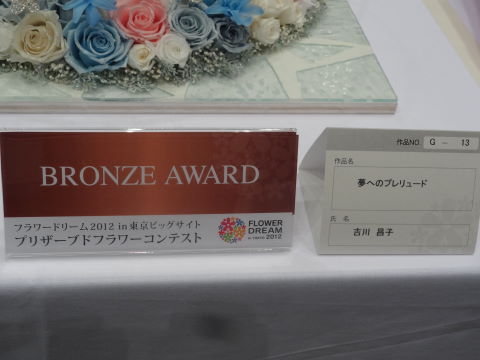 BRONZE AWARD
フラワードリーム2012 in 東京ビッグサイト
プリザーブドフラワーコンテスト
FLOWER
DREAM
IN TOKYO 2012
作品NO. G － 13
作品名
夢へのプレリュード
氏 名
古川 昌子